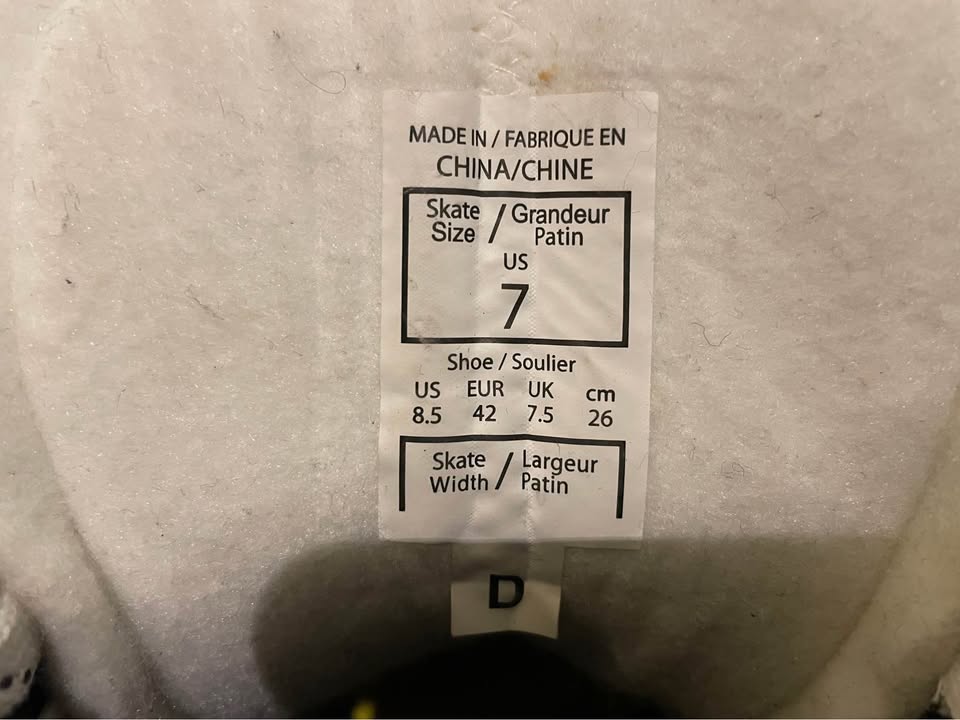 MADE IN / FABRIQUE EN
CHINA/CHINE
Skate Size / Grandeur Patin
US
7
Shoe / Soulier
US EUR UK cm
8.5 42 7.5 26
Skate Width / Largeur Patin
D